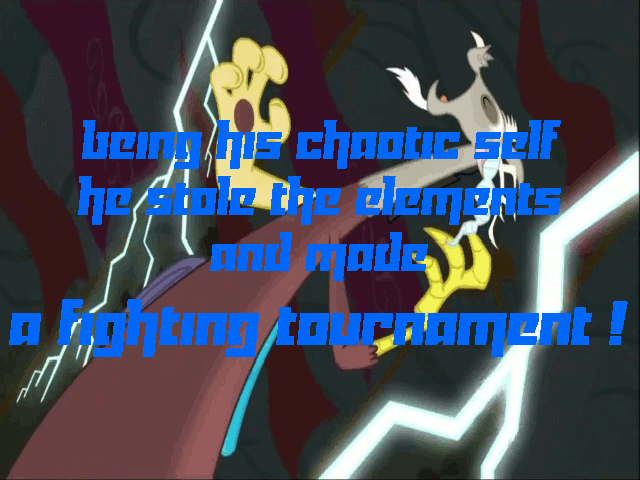 being his chaotic self
he stole the elements
and made
a fighting tournament !